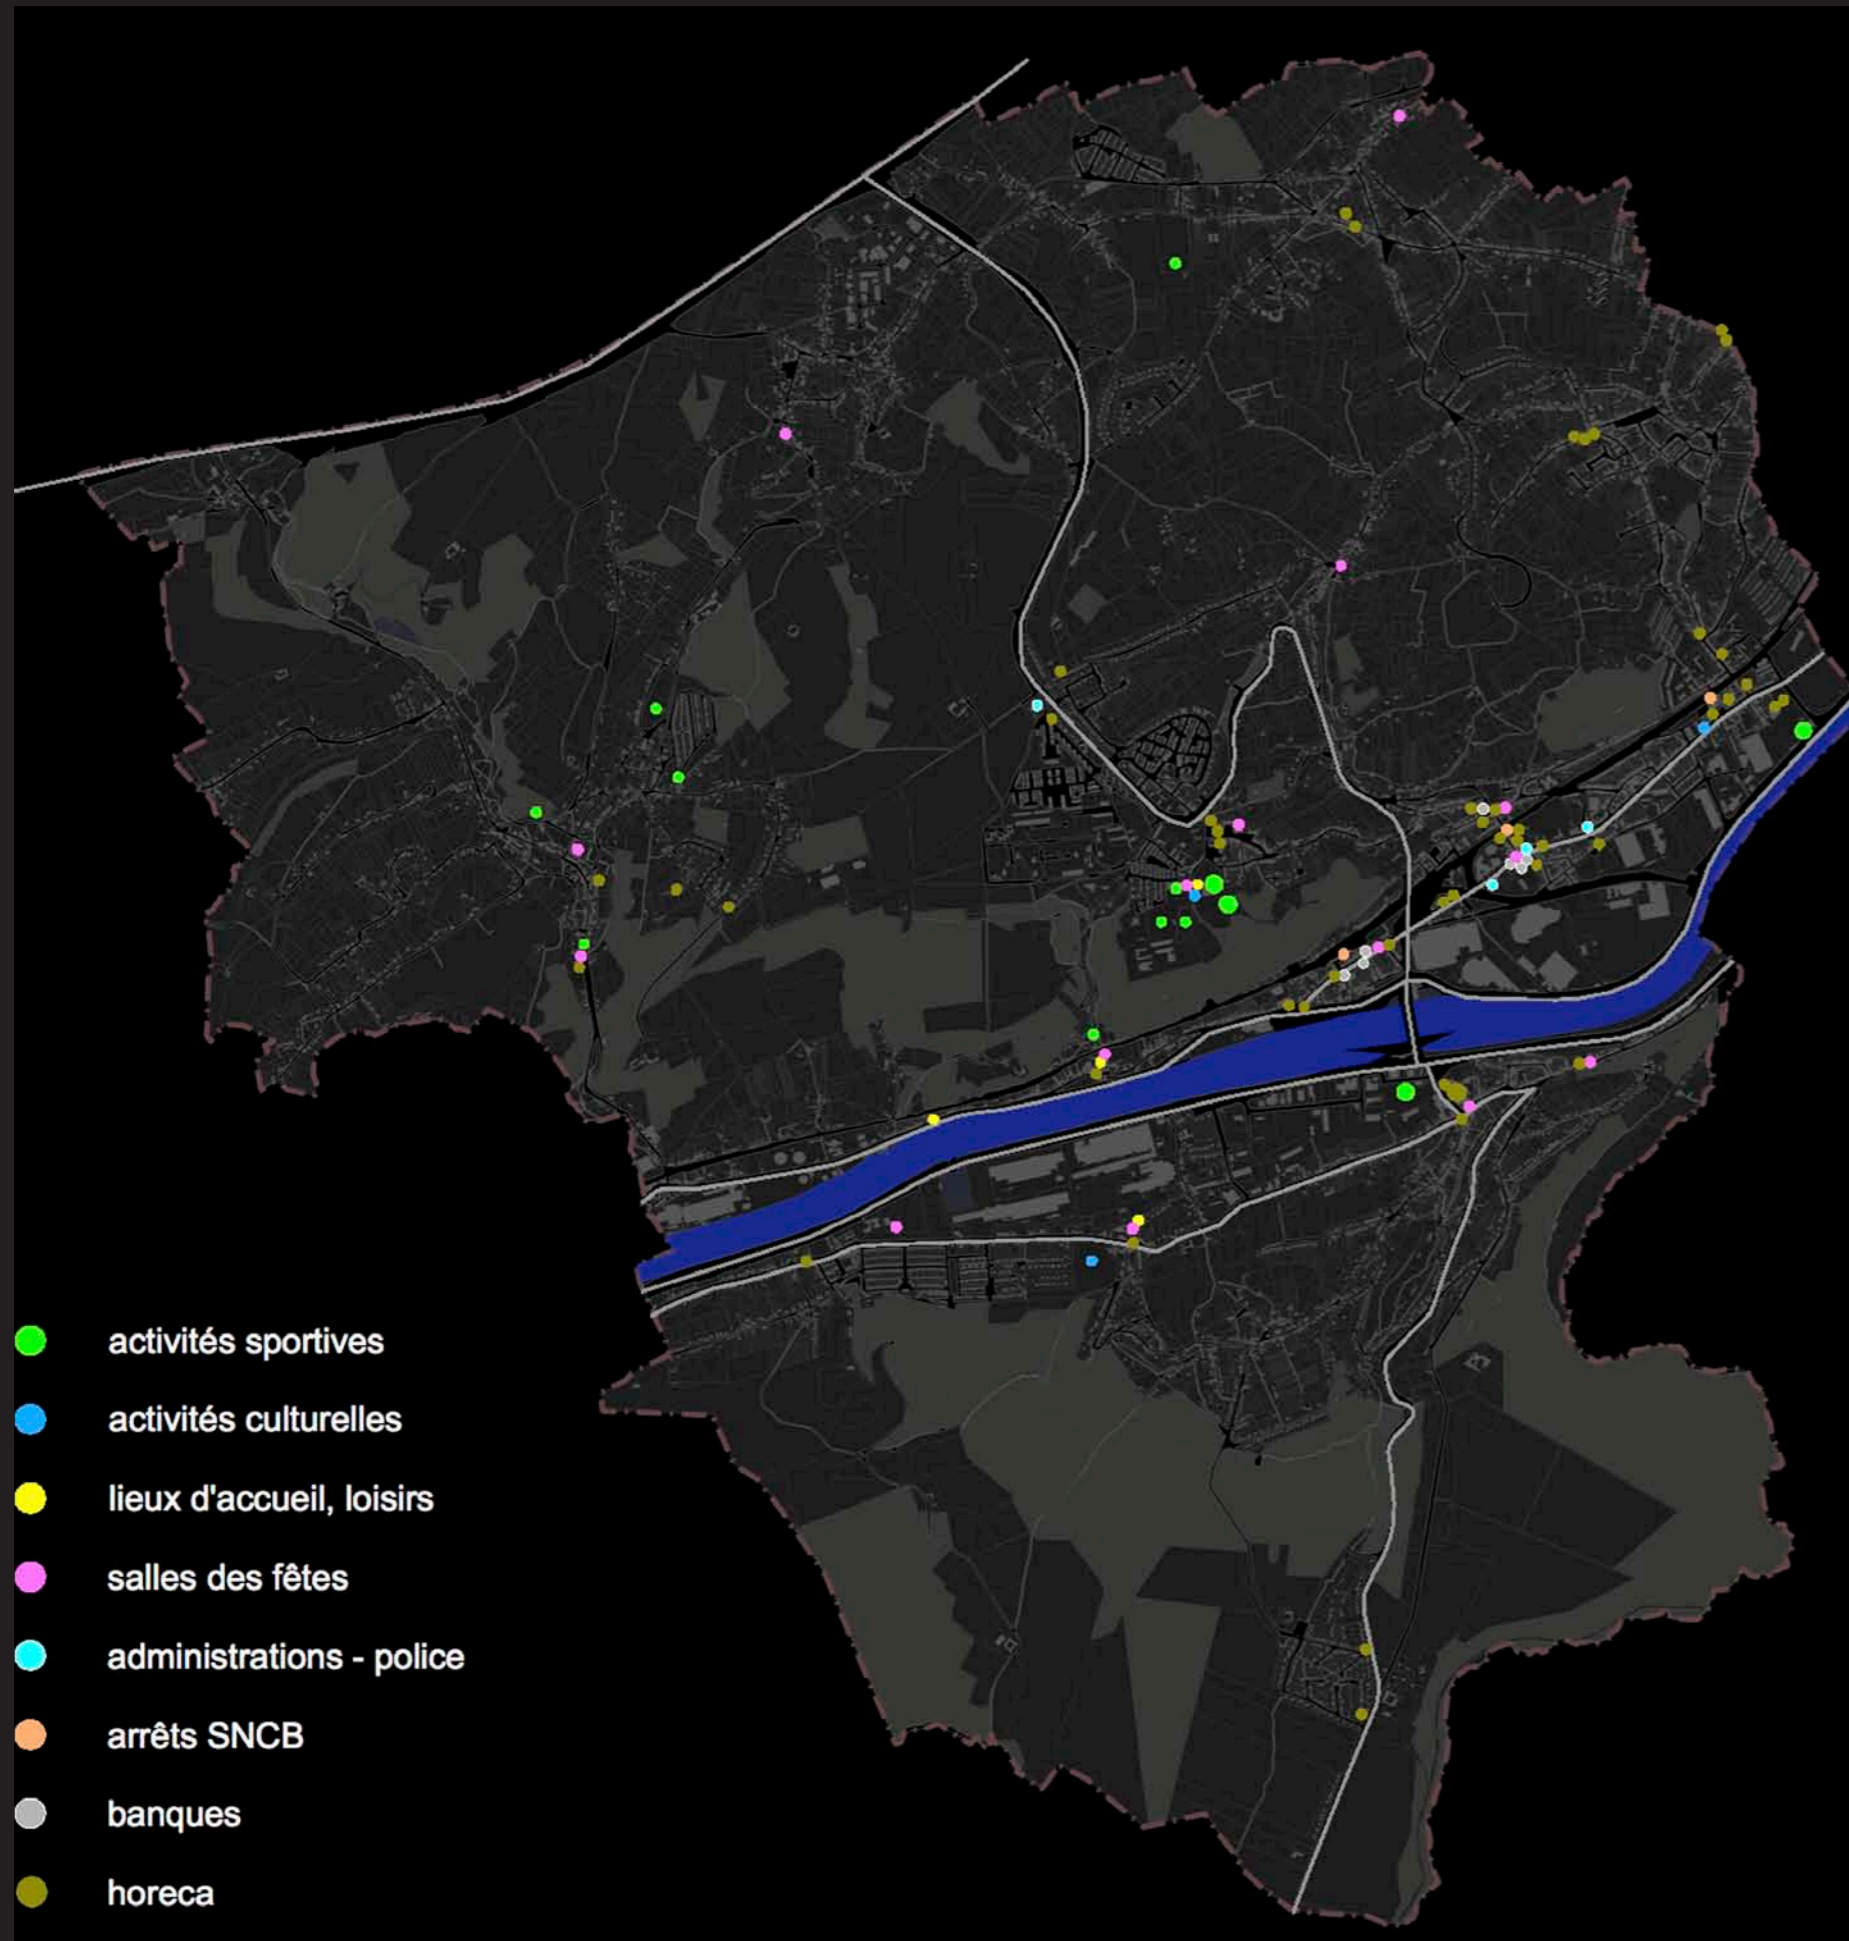 activités sportives
activités culturelles
lieux d'accueil, loisirs
salles des fêtes
administrations - police
arrêts SNCB
banques
horeca